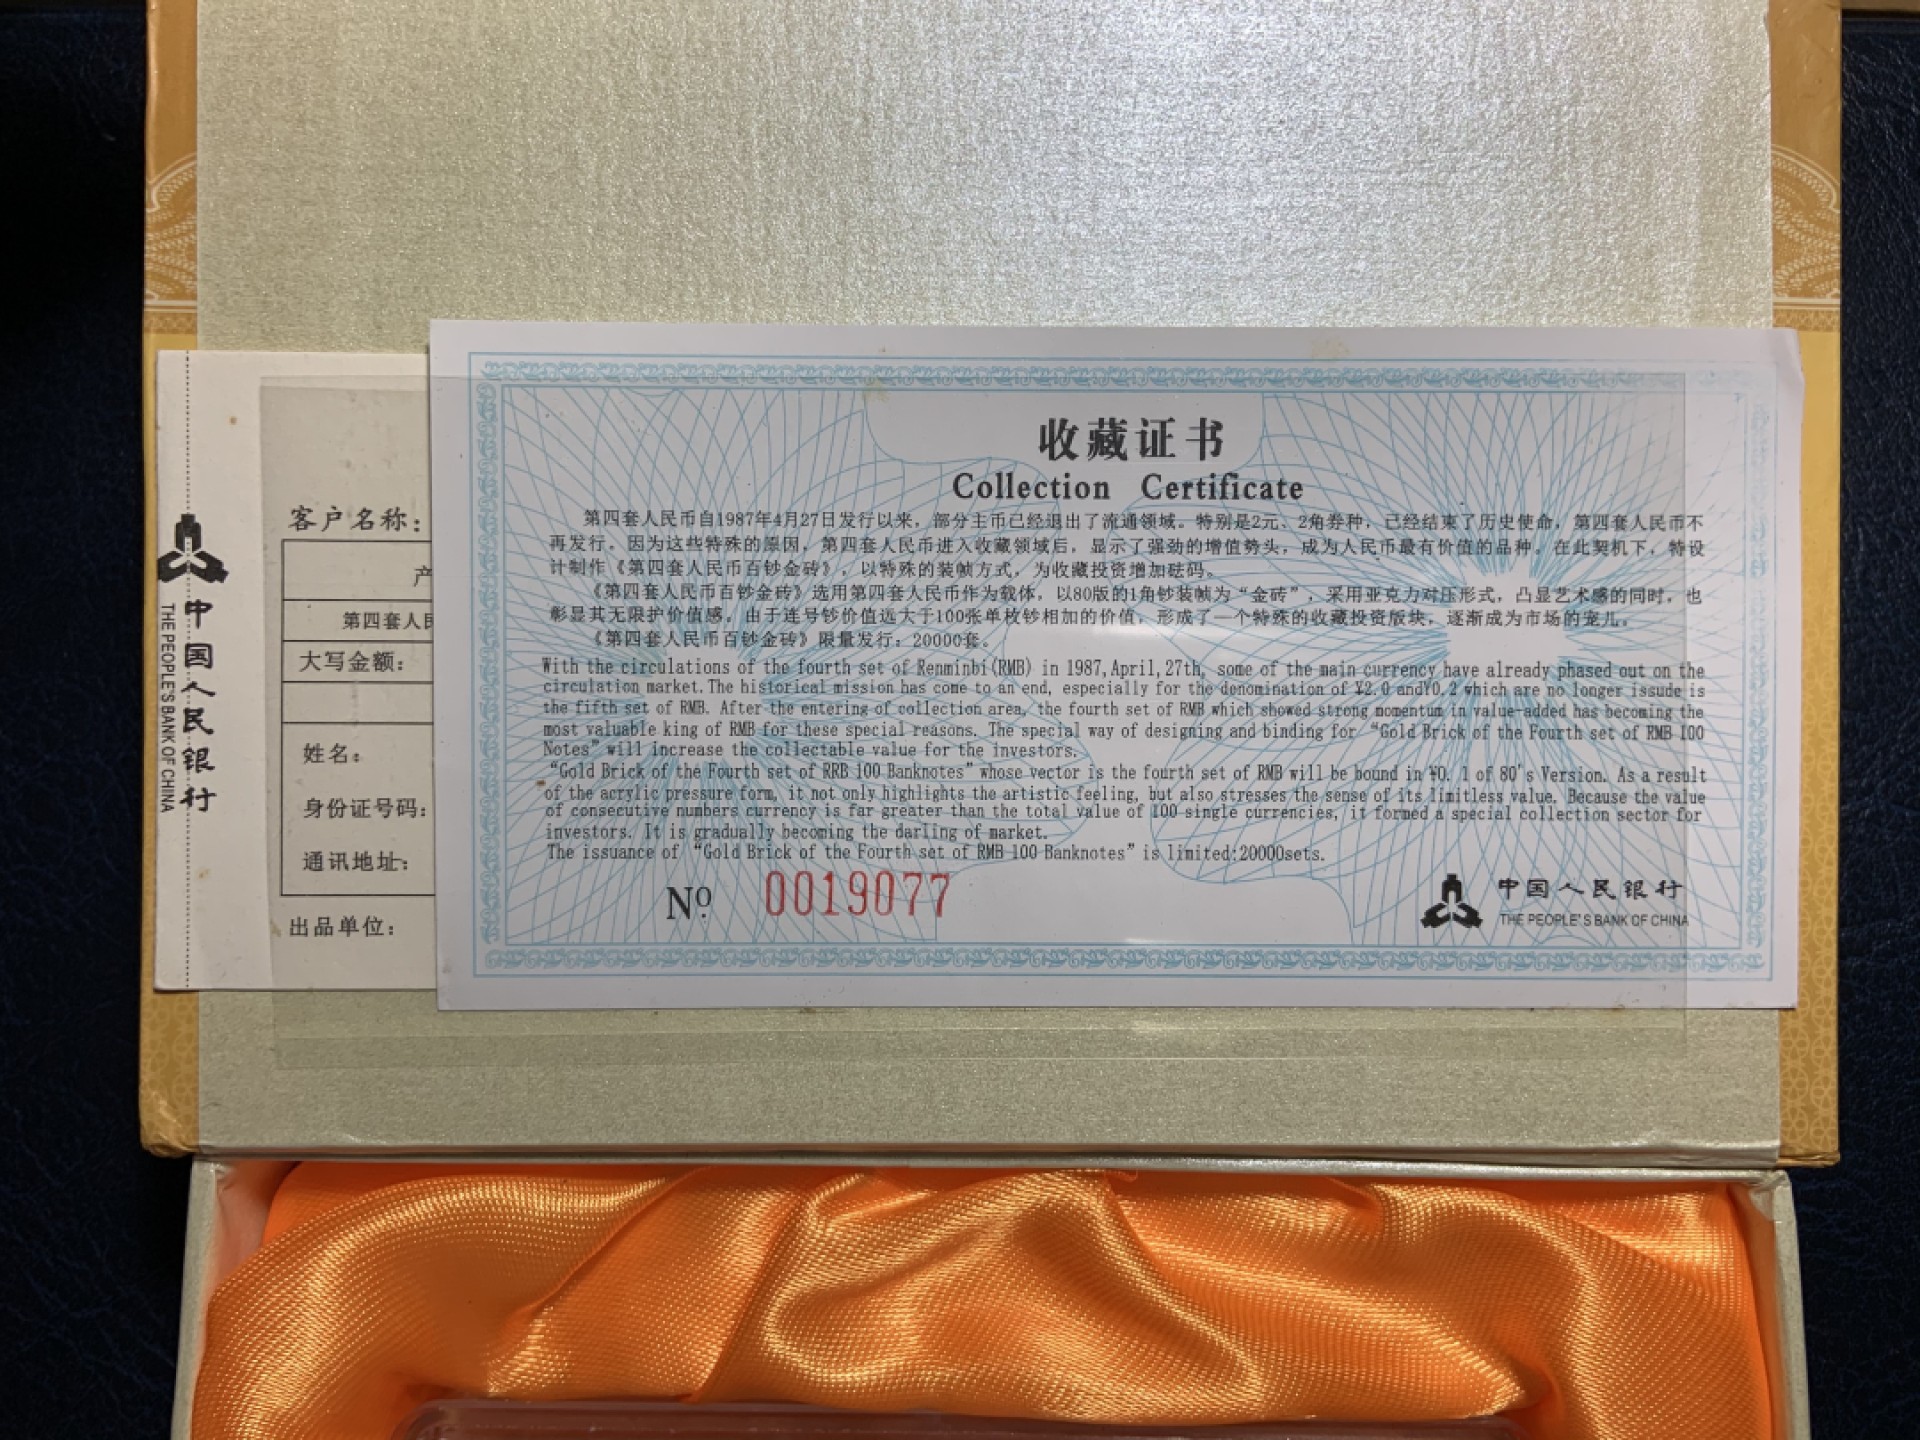 收藏证书
Collection Certificate
第四套人民币自1987年4月27日发行以来，部分主币已经退出了流通领域。特别是2元、2角券种，已经结束了历史使命，第四套人民币不
再发行。因为这些特殊的原因，第四套人民币进入收藏领域后，显示了强劲的增值势头，成为人民币最有价值的品种。在此契机下，特设
计制作《第四套人民币百钞金砖》，以特殊的装帧方式，为收藏投资增加砝码。
《第四套人民币百钞金砖》选用第四套人民币作为载体，以80版的1角钞装帧为“金砖”，采用亚克力对压形式，凸显艺术感的同时，也
彰显其无限护价值感。由于连号钞价值远大于100张单枚钞相加的价值，形成了一个特殊的收藏投资版块，逐渐成为市场的宠儿。
《第四套人民币百钞金砖》限量发行：20000套。
With the circulations of the fourth set of Renminbi(RMB) in 1987,April,27th, some of the main currency have already phased out on the
circulation market.The historical mission has come to an end, especially for the denomination of ¥2.0 and¥0.2 which are no longer issude is
the fifth set of RMB. After the entering of collection area, the fourth set of RMB which showed strong momentum in value-added has becoming the
most valuable king of RMB for these special reasons. The special way of designing and binding for “Gold Brick of the Fourth set of RMB 100
Notes” will increase the collectable value for the investors.
“Gold Brick of the Fourth set of RRB 100 Banknotes” whose vector is the fourth set of RMB will be bound in ¥0.1 of 80's Version. As a result
of the acrylic pressure form, it not only highlights the artistic feeling, but also stresses the sense of its limitless value. Because the value
of consecutive numbers currency is far greater than the total value of 100 single currencies, it formed a special collection sector for
investors. It is gradually becoming the darling of market.
The issuance of “Gold Brick of the Fourth set of RMB 100 Banknotes” is limited:20000sets.
№ 0019077
中国人民银行
THE PEOPLE'S BANK OF CHINA
中国人民银行
THE PEOPLE'S BANK OF CHINA
客户名称：
产
第四套人民
大写金额：
姓名：
身份证号码：
通讯地址：
出品单位：